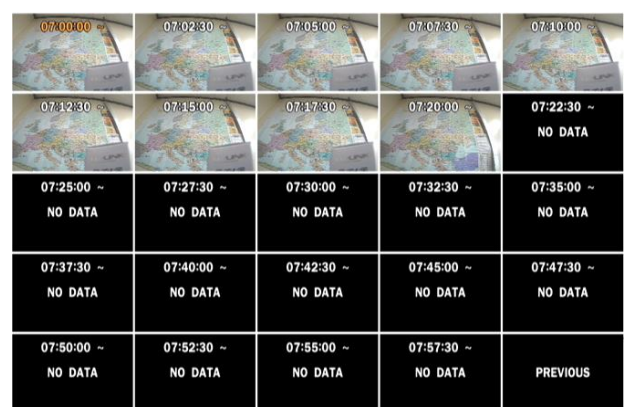 07:00:00 ~
07:02:30 ~
07:05:00 ~
07:07:30 ~
07:10:00 ~
07:12:30 ~
07:15:00 ~
07:17:30 ~
07:20:00 ~
07:22:30 ~
NO DATA
07:25:00 ~
NO DATA
07:27:30 ~
NO DATA
07:30:00 ~
NO DATA
07:32:30 ~
NO DATA
07:35:00 ~
NO DATA
07:37:30 ~
NO DATA
07:40:00 ~
NO DATA
07:42:30 ~
NO DATA
07:45:00 ~
NO DATA
07:47:30 ~
NO DATA
07:50:00 ~
NO DATA
07:52:30 ~
NO DATA
07:55:00 ~
NO DATA
07:57:30 ~
NO DATA
PREVIOUS